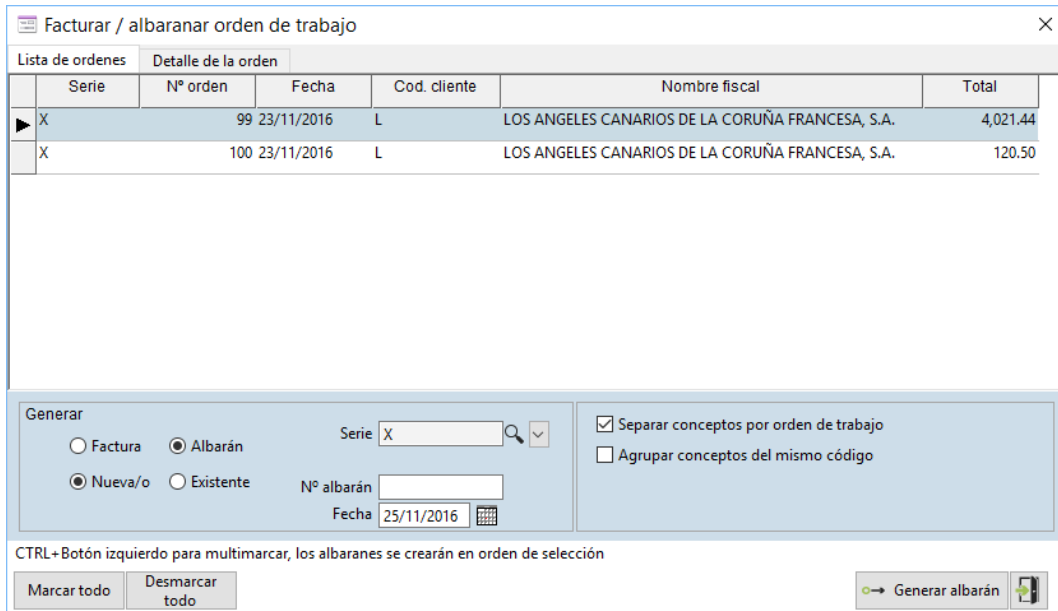 Facturar / albaranar orden de trabajo
Lista de ordenes Detalle de la orden
Serie Nº orden Fecha Cod. cliente Nombre fiscal Total
X 99 23/11/2016 L LOS ANGELES CANARIOS DE LA CORUÑA FRANCESA, S.A. 4,021.44
X 100 23/11/2016 L LOS ANGELES CANARIOS DE LA CORUÑA FRANCESA, S.A. 120.50
Generar
Factura Albarán Serie X
Nueva/o Existente Nº albarán
Fecha 25/11/2016
Separar conceptos por orden de trabajo
Agrupar conceptos del mismo código
CTRL+Botón izquierdo para multimarcar, los albaranes se crearán en orden de selección
Marcar todo Desmarcar todo Generar albarán